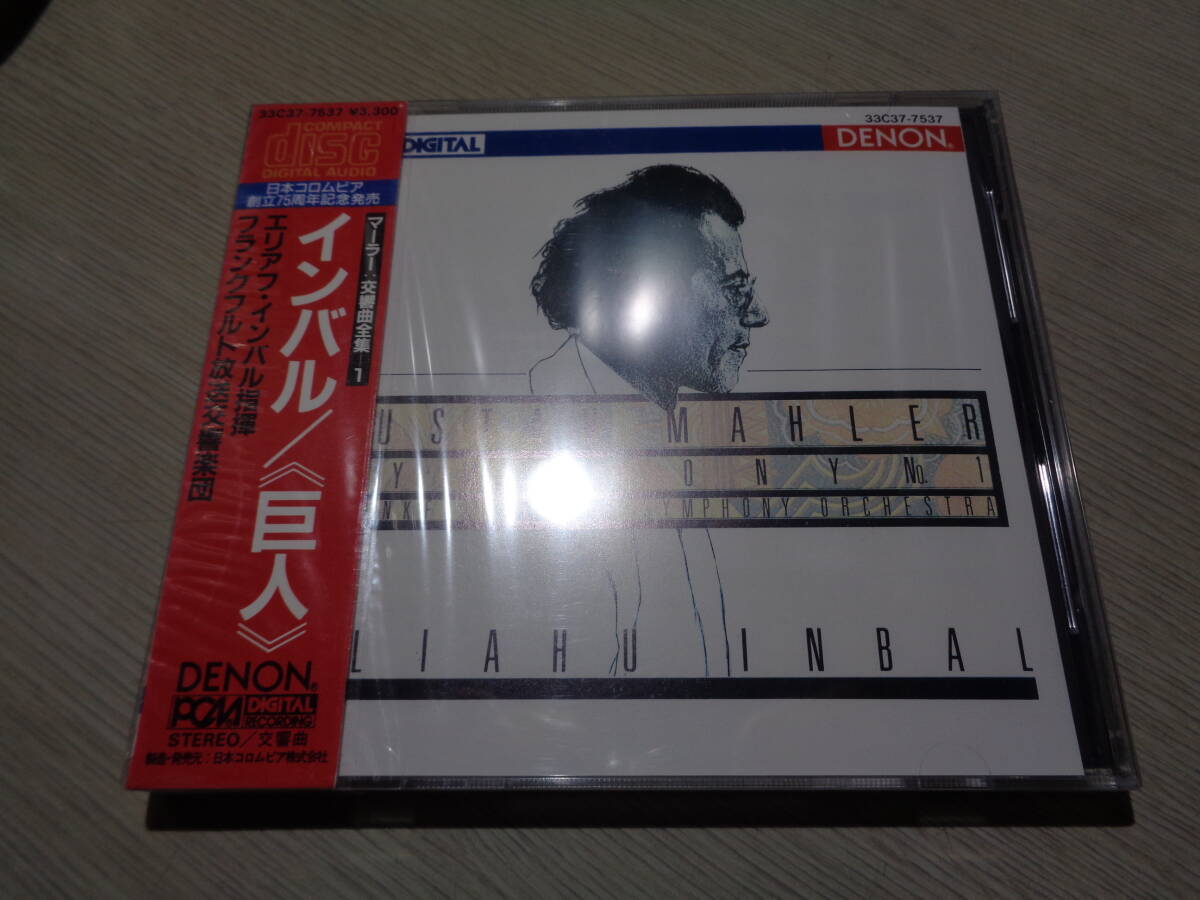 33C37-7537 ¥3,300
COMPACT
disc
DIGITAL AUDIO
日本コロムビア
創立75周年記念発売
マーラー:交響曲全集—1
インバル/《巨人》
エリアフ・インバル指揮
フランクフルト放送交響楽団
DENON
PCM DIGITAL RECORDING
STEREO/交響曲
製造・発売元:日本コロムビア株式会社
33C37-7537
DIGITAL
DENON
MAHLER
No. 1
ORCHESTRA
INBAL